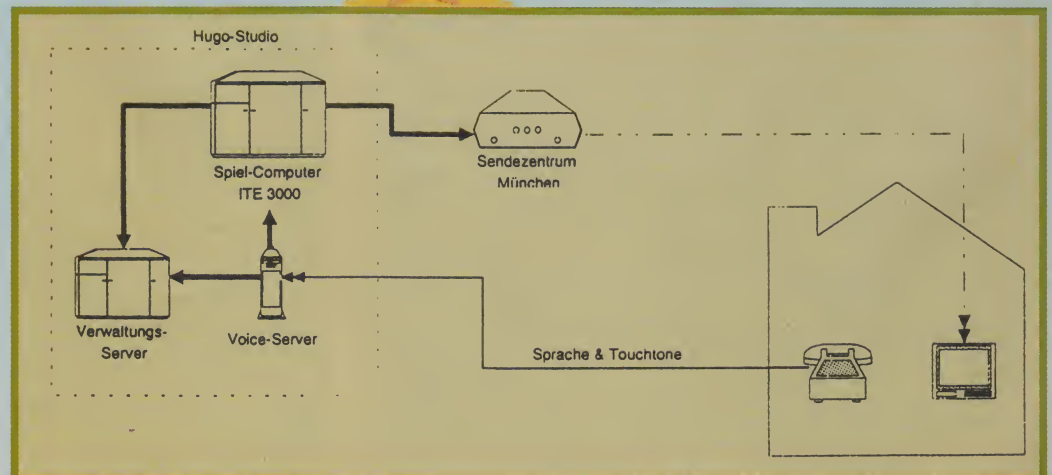 Hugo-Studio
Spiel-Computer
ITE 3000
Sendezentrum
München
Verwaltungs-
Server
Voice-Server
Sprache & Touchtone